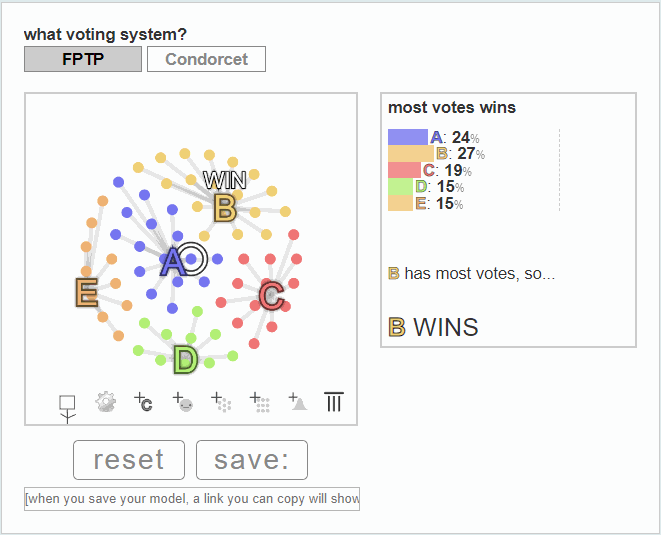 what voting system?
FPTP Condorcet
most votes wins
A: 24%
B: 27%
C: 19%
D: 15%
E: 15%
WIN
B
A
E
C
D
B has most votes, so...
B WINS
+C
reset save:
[when you save your model, a link you can copy will show